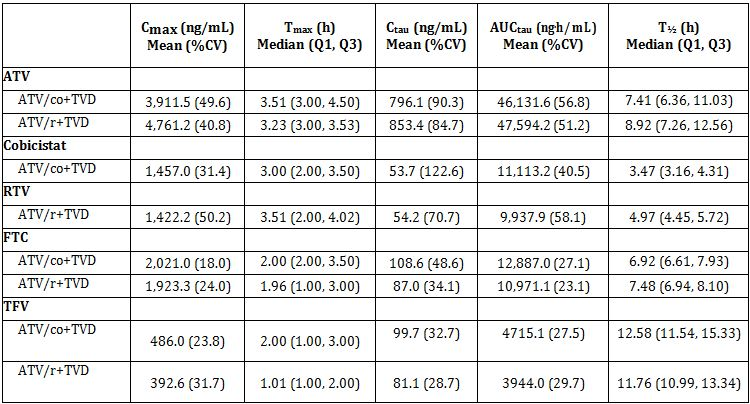 Cmax (ng/mL) Tmax (h) Ctau (ng/mL) AUCtau (ngh/mL) T½ (h)
Mean (%CV) Median (Q1, Q3) Mean (%CV) Mean (%CV) Median (Q1, Q3)
ATV
ATV/co+TVD 3,911.5 (49.6) 3.51 (3.00, 4.50) 796.1 (90.3) 46,131.6 (56.8) 7.41 (6.36, 11.03)
ATV/r+TVD 4,761.2 (40.8) 3.23 (3.00, 3.53) 853.4 (84.7) 47,594.2 (51.2) 8.92 (7.26, 12.56)
Cobicistat
ATV/co+TVD 1,457.0 (31.4) 3.00 (2.00, 3.50) 53.7 (122.6) 11,113.2 (40.5) 3.47 (3.16, 4.31)
RTV
ATV/r+TVD 1,422.2 (50.2) 3.51 (2.00, 4.02) 54.2 (70.7) 9,937.9 (58.1) 4.97 (4.45, 5.72)
FTC
ATV/co+TVD 2,021.0 (18.0) 2.00 (2.00, 3.50) 108.6 (48.6) 12,887.0 (27.1) 6.92 (6.61, 7.93)
ATV/r+TVD 1,923.3 (24.0) 1.96 (1.00, 3.00) 87.0 (34.1) 10,971.1 (23.1) 7.48 (6.94, 8.10)
TFV
ATV/co+TVD 486.0 (23.8) 2.00 (1.00, 3.00) 99.7 (32.7) 4715.1 (27.5) 12.58 (11.54, 15.33)
ATV/r+TVD 392.6 (31.7) 1.01 (1.00, 2.00) 81.1 (28.7) 3944.0 (29.7) 11.76 (10.99, 13.34)